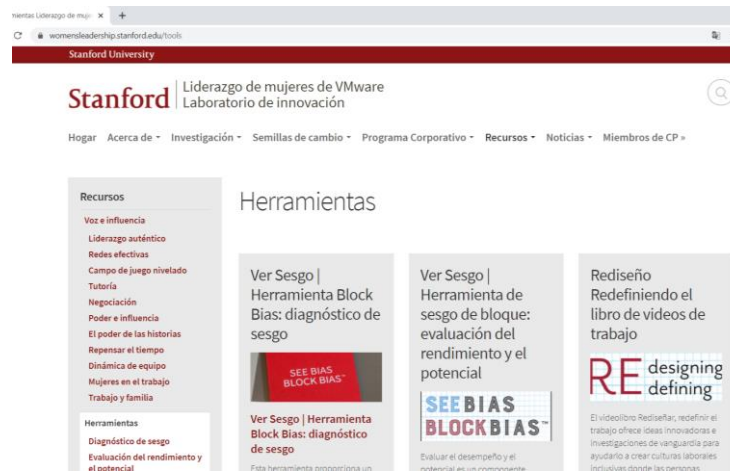 mientas Liderazgo de muj
womensleadership.stanford.edu/tools
Stanford University
Stanford
Liderazgo de mujeres de VMware
Laboratorio de innovación
Hogar Acerca de Investigación Semillas de cambio Programa Corporativo Recursos Noticias Miembros de CP »
Recursos
Voz e influencia
Liderazgo auténtico
Redes efectivas
Campo de juego nivelado
Tutoría
Negociación
Poder e influencia
El poder de las historias
Repensar el tiempo
Dinámica de equipo
Mujeres en el trabajo
Trabajo y familia
Herramientas
Diagnóstico de sesgo
Evaluación del rendimiento y
el potencial
Herramientas
Ver Sesgo |
Herramienta Block
Bias: diagnóstico de
sesgo
SEE BIAS
BLOCK BIAS™
Ver Sesgo | Herramienta
Block Bias: diagnóstico
de sesgo
Esta herramienta proporciona un
Ver Sesgo |
Herramienta de
sesgo de bloque:
evaluación del
rendimiento y el
potencial
SEEBIAS
BLOCKBIAS™
Evaluar el desempeño y el
potencial es un componente
Rediseño
Redefiniendo el
libro de videos de
trabajo
RE designing
defining
El videolibro Rediseñar, redefinir el
trabajo ofrece ideas innovadoras e
investigaciones de vanguardia para
ayudarlo a crear culturas laborales
inclusivas donde las personas